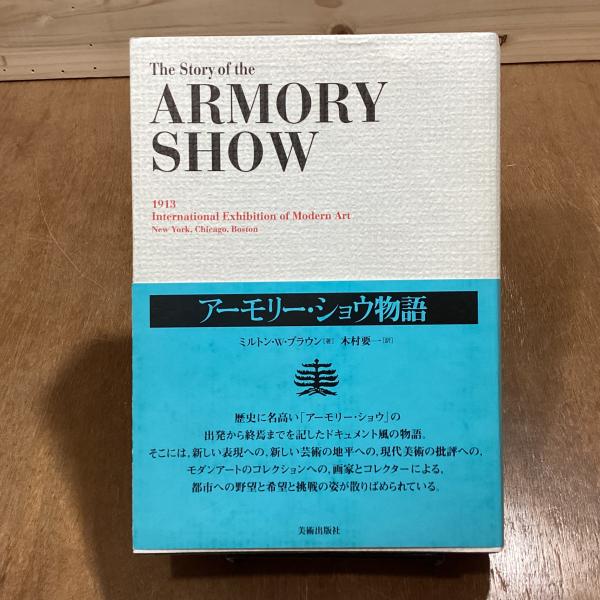 The Story of the
ARMORY
SHOW
1913
International Exhibition of Modern Art
New York, Chicago, Boston
アーモリー・ショウ物語
ミルトン・W・ブラウン[著] 木村要一[訳]
歴史に名高い「アーモリー・ショウ」の
出発から終焉までを記したドキュメント風の物語。
そこには、新しい表現への、新しい芸術の地平への、現代美術の批評への、
モダンアートのコレクションへの、画家とコレクターによる、
都市への野望と希望と挑戦の姿が散りばめられている。
美術出版社